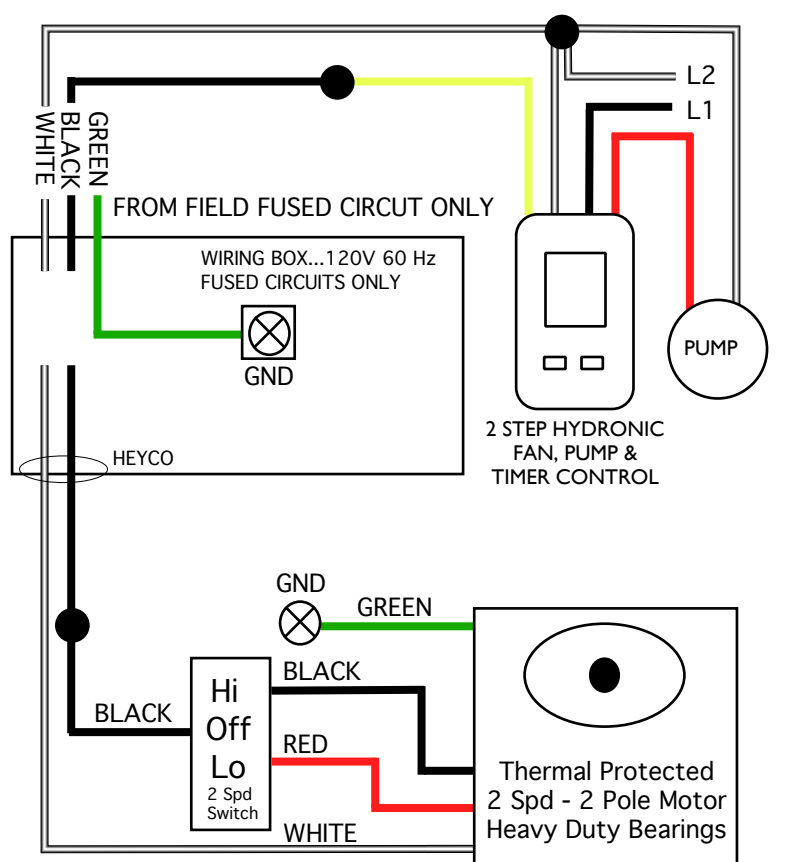 L2
L1
WHITE
BLACK
GREEN
FROM FIELD FUSED CIRCUT ONLY
WIRING BOX...120V 60 Hz
FUSED CIRCUITS ONLY
GND
PUMP
2 STEP HYDRONIC
FAN, PUMP &
TIMER CONTROL
HEYCO
GND
GREEN
BLACK
BLACK
RED
WHITE
Hi
Off
Lo
2 Spd
Switch
Thermal Protected
2 Spd - 2 Pole Motor
Heavy Duty Bearings